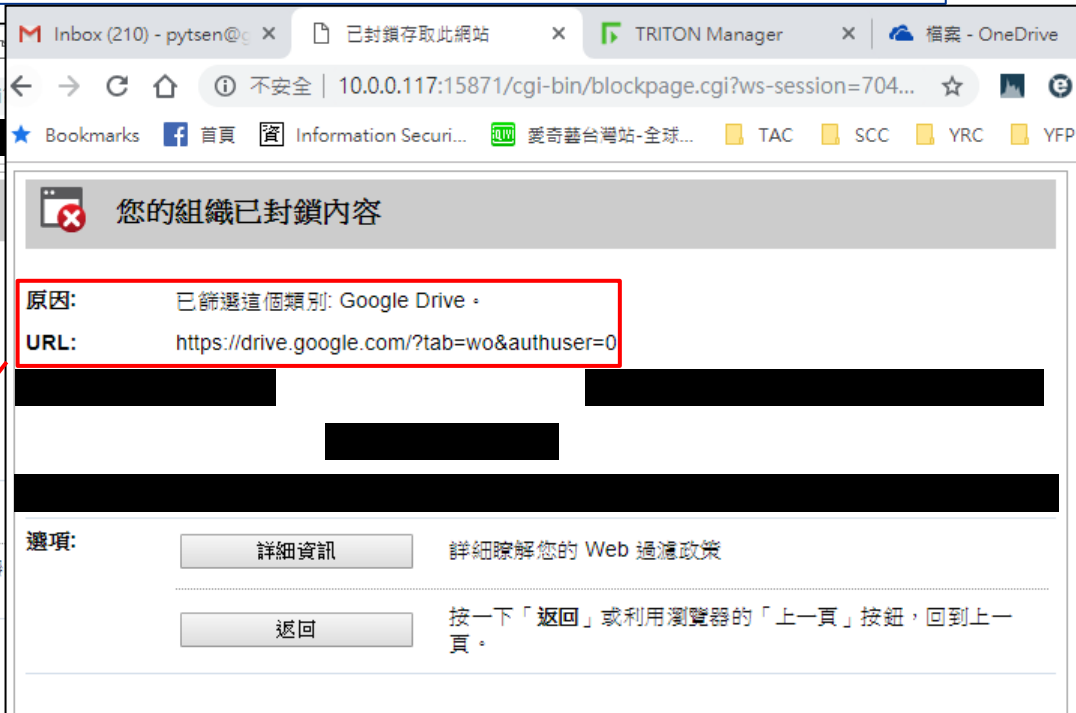 Inbox (210) - pytsen@g
已封鎖存取此網站
TRITON Manager
檔案 - OneDrive
不安全 | 10.0.0.117:15871/cgi-bin/blockpage.cgi?ws-session=704...
Bookmarks 首頁 資 Information Securi... 愛奇藝台灣站-全球... TAC SCC YRC YFP
您的組織已封鎖內容
原因: 已篩選這個類別: Google Drive。
URL: https://drive.google.com/?tab=wo&authuser=0
選項: 詳細資訊 詳細瞭解您的 Web 過濾政策
返回 按一下「返回」或利用瀏覽器的「上一頁」按鈕，回到上一
頁。